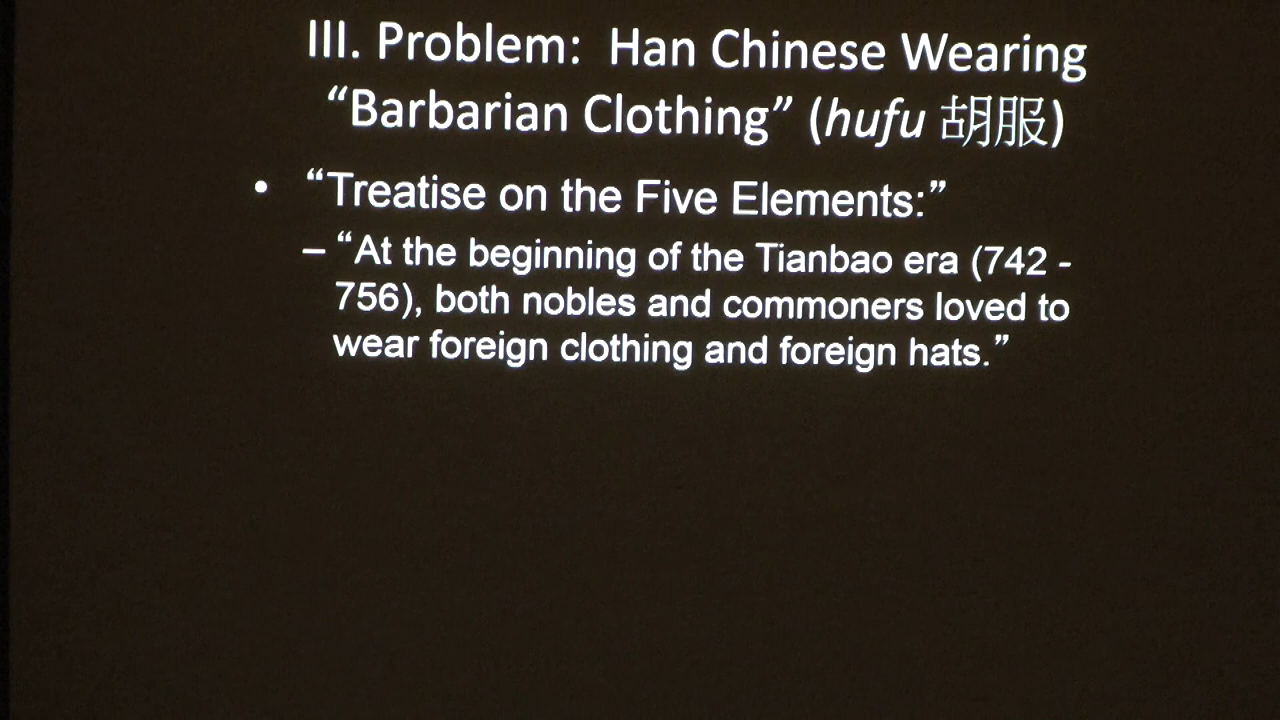 III. Problem: Han Chinese Wearing
“Barbarian Clothing” (hufu 胡服)
• “Treatise on the Five Elements:”
– “At the beginning of the Tianbao era (742 -
756), both nobles and commoners loved to
wear foreign clothing and foreign hats.”